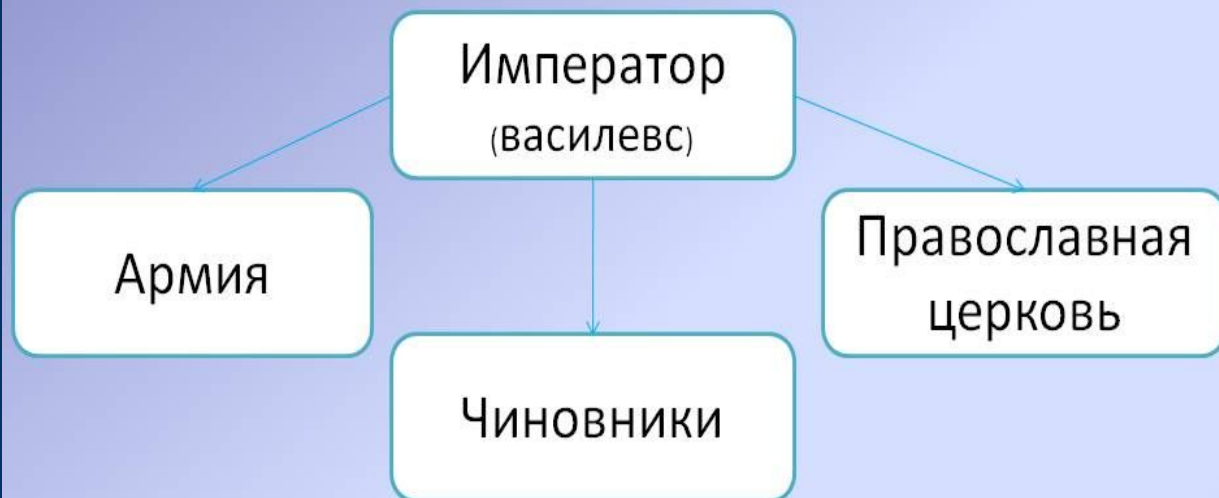 Император
(василевс)
Армия
Православная
церковь
Чиновники